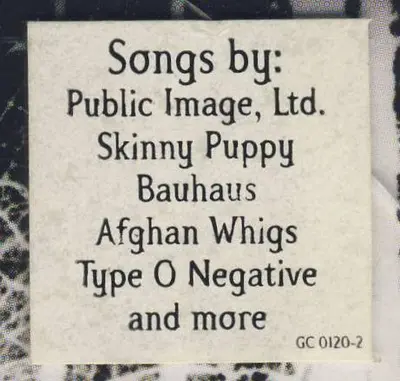 Songs by:
Public Image, Ltd.
Skinny Puppy
Bauhaus
Afghan Whigs
Type O Negative
and more
GC 0120-2